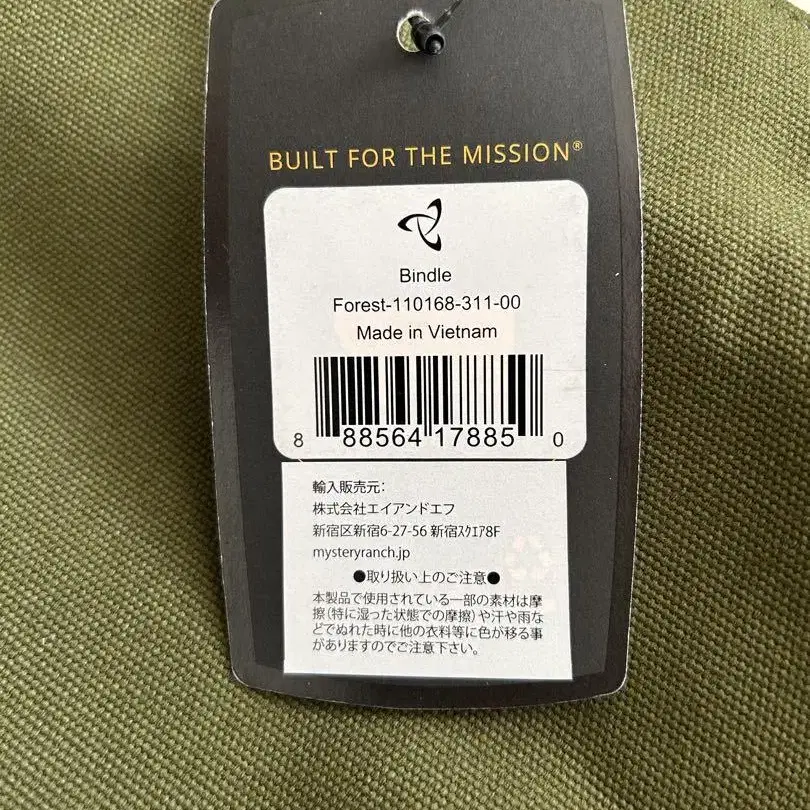 BUILT FOR THE MISSION®
Bindle
Forest-110168-311-00
Made in Vietnam
8 88564 17885 0
輸入販売元:
株式会社エイアンドエフ
新宿区新宿6-27-56 新宿ｽｸｴｱ8F
mysteryranch.jp
●取り扱い上のご注意●
本製品で使用されている一部の素材は摩
擦(特に湿った状態での摩擦)や汗や雨な
どでぬれた時に他の衣料等に色が移る事
がありますのでご注意下さい。